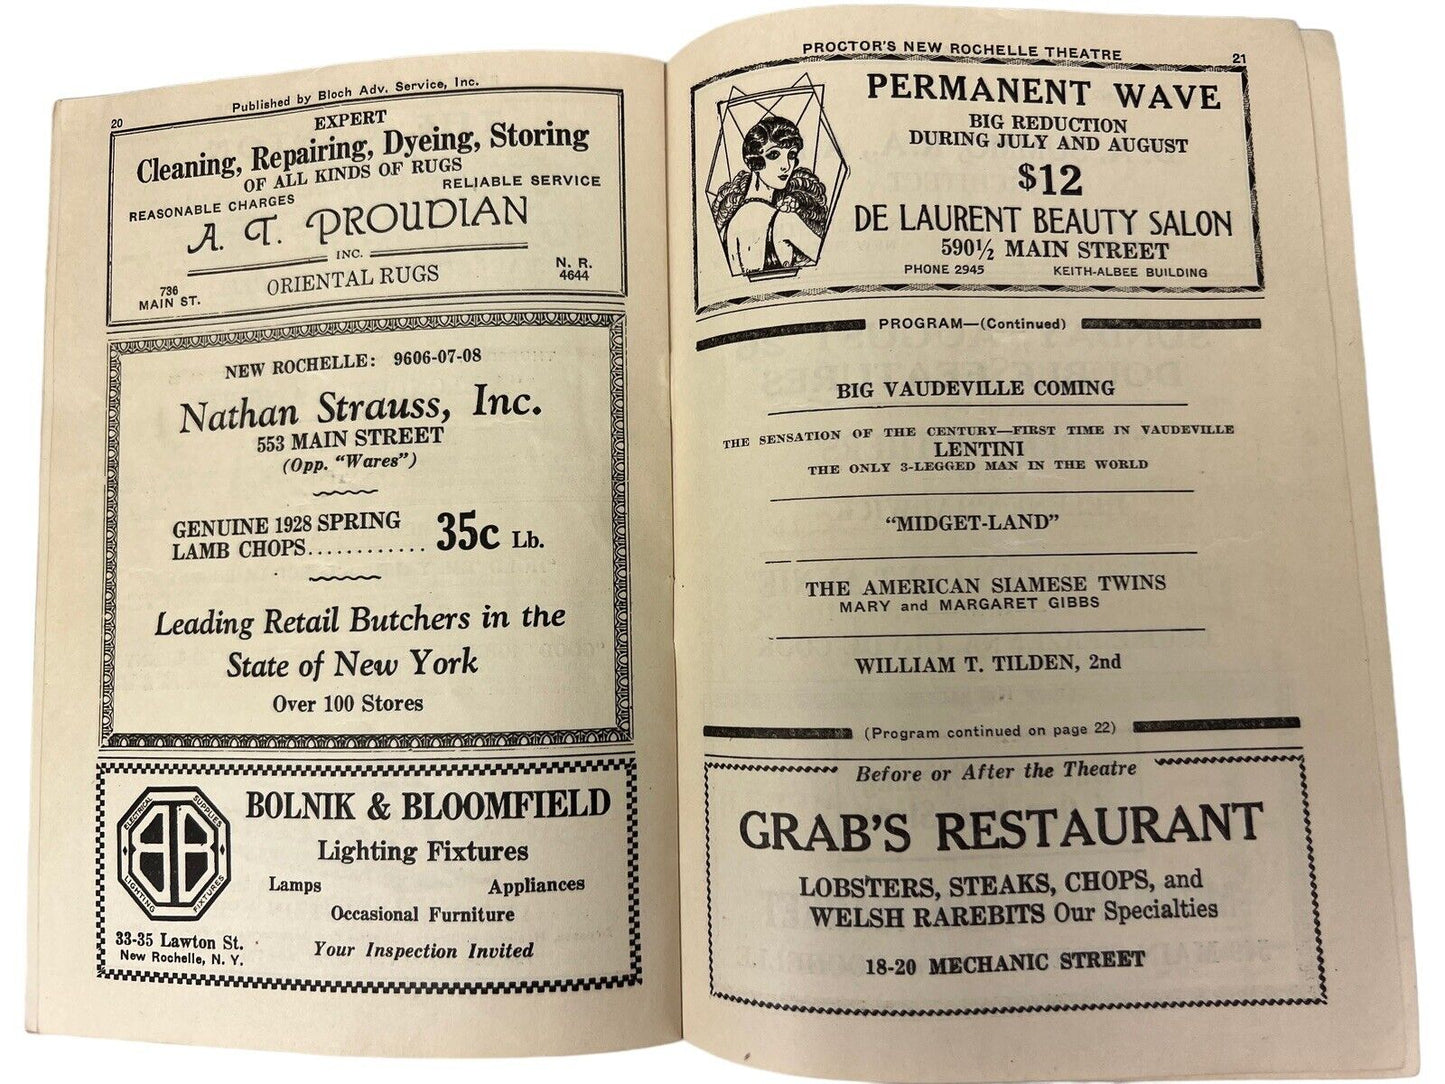 Published by Bloch Adv. Service, Inc.
20
EXPERT
Cleaning, Repairing, Dyeing, Storing
OF ALL KINDS OF RUGS
REASONABLE CHARGES
RELIABLE SERVICE
A. T. PROUDIAN
INC.
ORIENTAL RUGS
736
MAIN ST.
N. R.
4644
NEW ROCHELLE: 9606-07-08
Nathan Strauss, Inc.
553 MAIN STREET
(Opp. "Wares")
GENUINE 1928 SPRING
LAMB CHOPS............ 35c Lb.
Leading Retail Butchers in the
State of New York
Over 100 Stores
ELECTRICAL SUPPLIES
BB
LIGHTING FIXTURES
BOLNIK & BLOOMFIELD
Lighting Fixtures
Lamps Appliances
Occasional Furniture
33-35 Lawton St.
New Rochelle, N. Y.
Your Inspection Invited
PROCTOR'S NEW ROCHELLE THEATRE
21
PERMANENT WAVE
BIG REDUCTION
DURING JULY AND AUGUST
$12
DE LAURENT BEAUTY SALON
590½ MAIN STREET
PHONE 2945 KEITH-ALBEE BUILDING
PROGRAM—(Continued)
BIG VAUDEVILLE COMING
THE SENSATION OF THE CENTURY—FIRST TIME IN VAUDEVILLE
LENTINI
THE ONLY 3-LEGGED MAN IN THE WORLD
"MIDGET-LAND"
THE AMERICAN SIAMESE TWINS
MARY and MARGARET GIBBS
WILLIAM T. TILDEN, 2nd
(Program continued on page 22)
Before or After the Theatre
GRAB'S RESTAURANT
LOBSTERS, STEAKS, CHOPS, and
WELSH RAREBITS Our Specialties
18-20 MECHANIC STREET